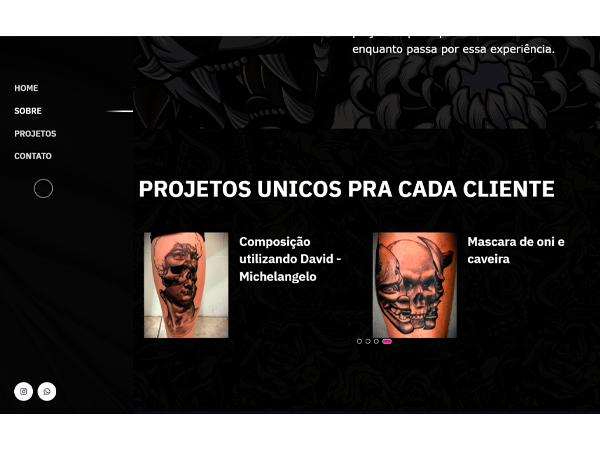 enquanto passa por essa experiência.
HOME
SOBRE
PROJETOS
CONTATO
PROJETOS UNICOS PRA CADA CLIENTE
Composição
utilizando David -
Michelangelo
Mascara de oni e
caveira